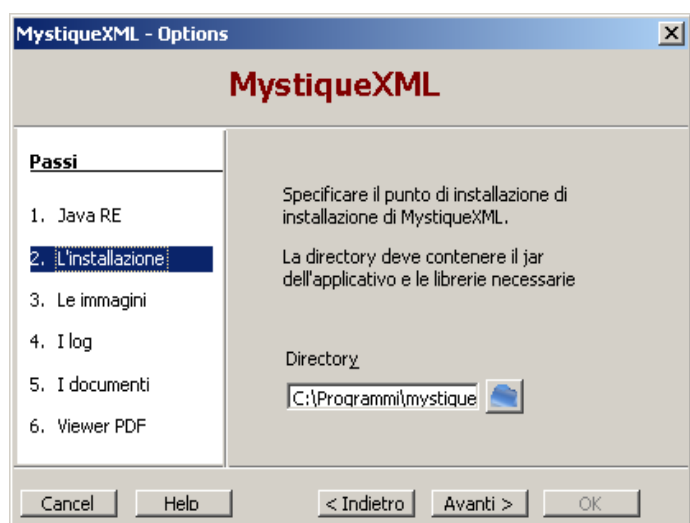 MystiqueXML - Options
MystiqueXML
Passi
1. Java RE
2. L'installazione
3. Le immagini
4. I log
5. I documenti
6. Viewer PDF
Specificare il punto di installazione di
installazione di MystiqueXML.
La directory deve contenere il jar
dell'applicativo e le librerie necessarie
Directory
C:\Programmi\mystique
Cancel
Help
< Indietro
Avanti >
OK